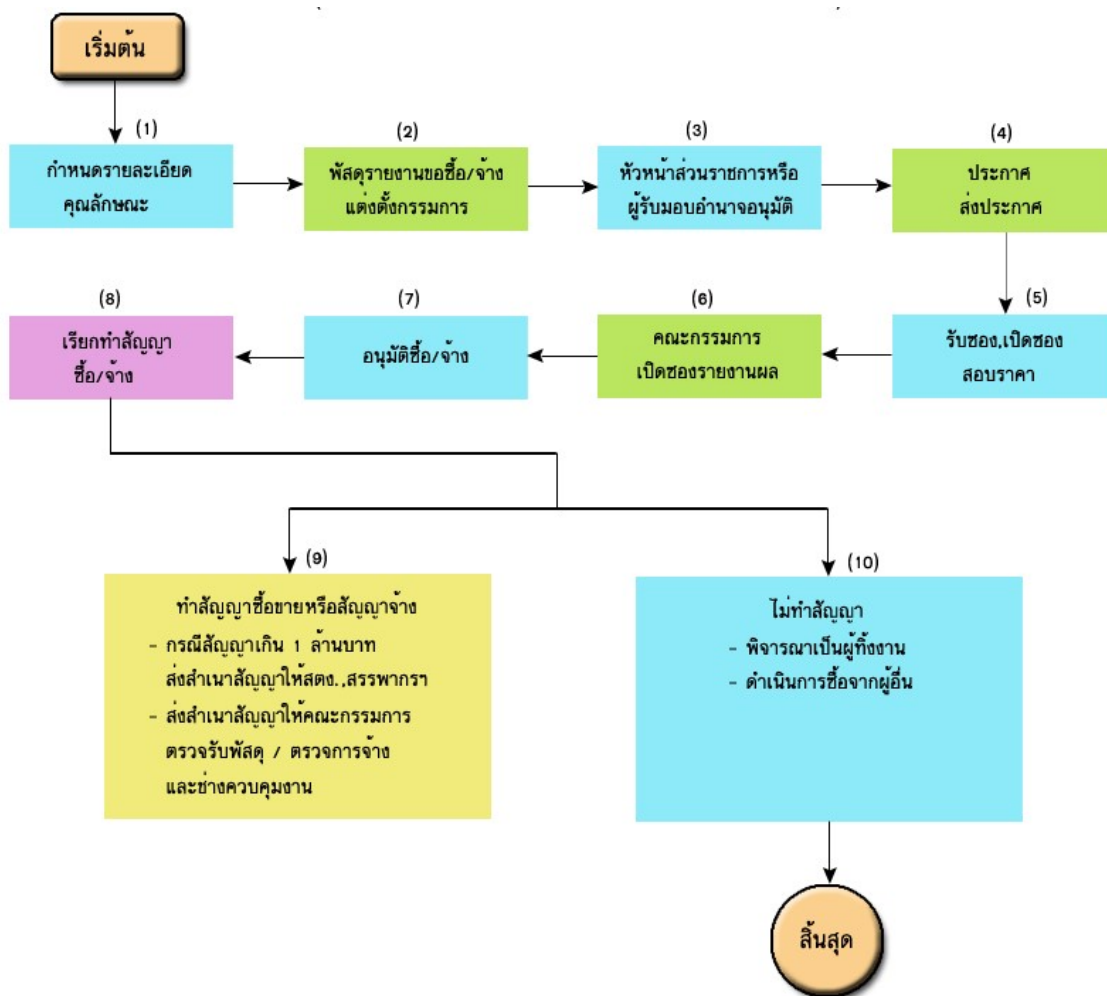 เริ่มต้น
(1)
กำหนดรายละเอียด
คุณลักษณะ
(2)
พัสดุรายงานขอซื้อ/จ้าง
แต่งตั้งกรรมการ
(3)
หัวหน้าส่วนราชการหรือ
ผู้รับมอบอำนาจอนุมัติ
(4)
ประกาศ
ส่งประกาศ
(5)
รับซอง,เปิดซอง
สอบราคา
(6)
คณะกรรมการ
เปิดซองรายงานผล
(7)
อนุมัติซื้อ/จ้าง
(8)
เรียกทำสัญญา
ซื้อ/จ้าง
(9)
ทำสัญญาซื้อขายหรือสัญญาจ้าง
- กรณีสัญญาเกิน 1 ล้านบาท
ส่งสำเนาสัญญาให้สตง.,สรรพากรฯ
- ส่งสำเนาสัญญาให้คณะกรรมการ
ตรวจรับพัสดุ / ตรวจการจ้าง
และช่างควบคุมงาน
(10)
ไม่ทำสัญญา
- พิจารณาเป็นผู้ทิ้งงาน
- ดำเนินการซื้อจากผู้อื่น
สิ้นสุด